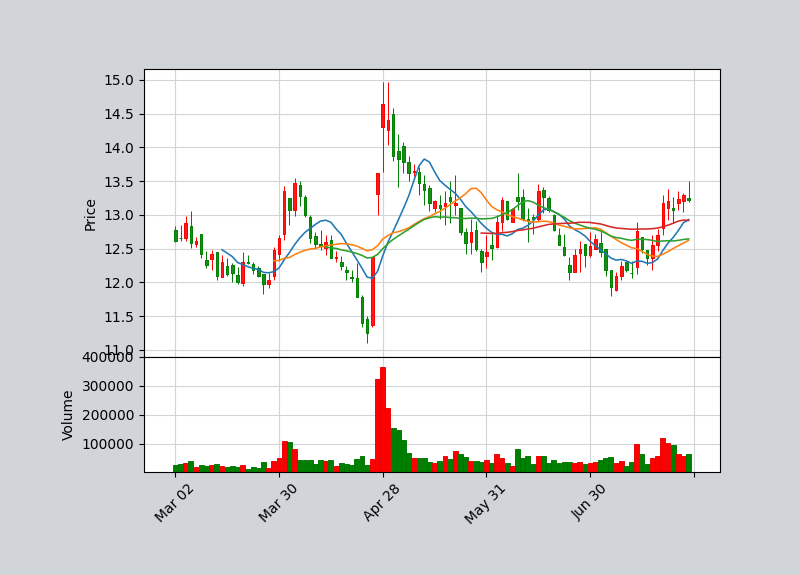 15.0
14.5
14.0
13.5
13.0
12.5
12.0
11.5
11.0
Price
400000
300000
200000
100000
Volume
Mar 02
Mar 30
Apr 28
May 31
Jun 30